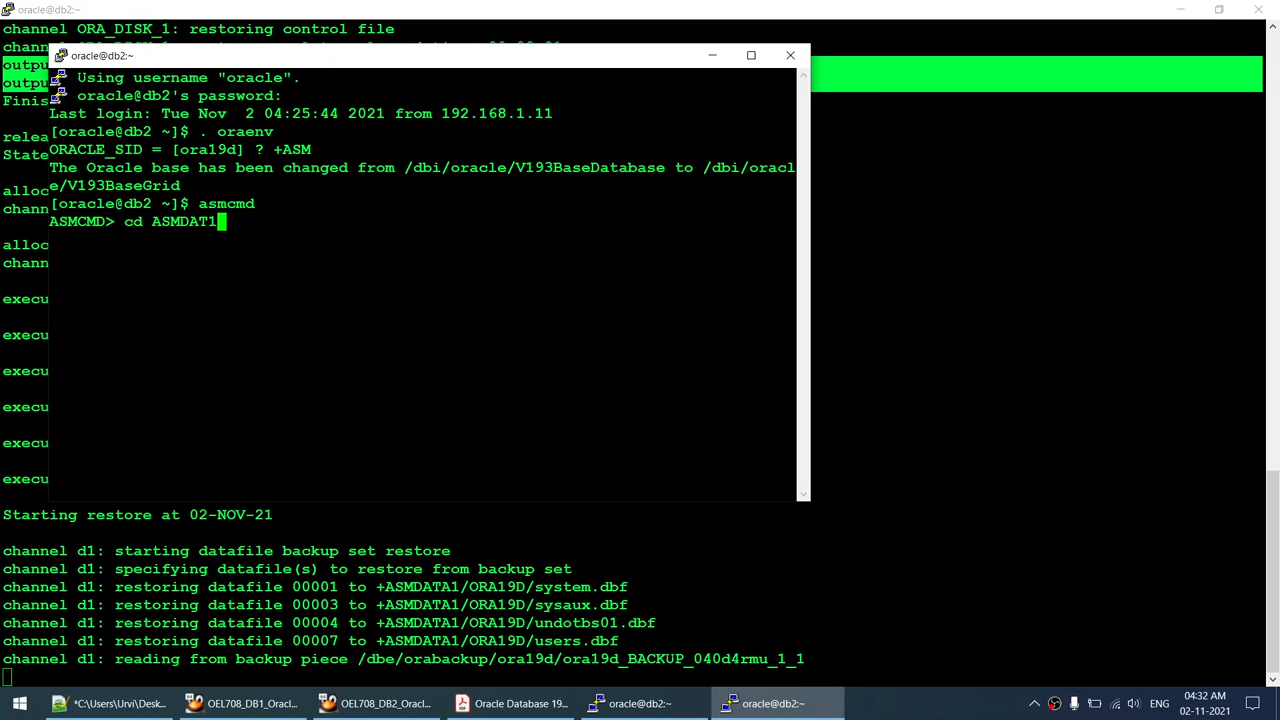 oracle@db2:~
channel ORA_DISK_1: restoring control file
chann
oracle@db2:~
outpu
Using username "oracle".
outpu
oracle@db2's password:
Finis
Last login: Tue Nov  2 04:25:44 2021 from 192.168.1.11
[oracle@db2 ~]$ . oraenv
relea
ORACLE_SID = [ora19d] ? +ASM
State
The Oracle base has been changed from /dbi/oracle/V193BaseDatabase to /dbi/oracl
e/V193BaseGrid
alloc
[oracle@db2 ~]$ asmcmd
chann
ASMCMD> cd ASMDAT1
alloc
chann
execu
execu
execu
execu
execu
execu
Starting restore at 02-NOV-21
channel d1: starting datafile backup set restore
channel d1: specifying datafile(s) to restore from backup set
channel d1: restoring datafile 00001 to +ASMDATA1/ORA19D/system.dbf
channel d1: restoring datafile 00003 to +ASMDATA1/ORA19D/sysaux.dbf
channel d1: restoring datafile 00004 to +ASMDATA1/ORA19D/undotbs01.dbf
channel d1: restoring datafile 00007 to +ASMDATA1/ORA19D/users.dbf
channel d1: reading from backup piece /dbe/orabackup/ora19d/ora19d_BACKUP_040d4rmu_1_1
*C:\Users\Urvi\Desk...
OEL708_DB1_Oracl...
OEL708_DB2_Oracl...
Oracle Database 19...
oracle@db2:~
oracle@db2:~
ENG
04:32 AM
02-11-2021